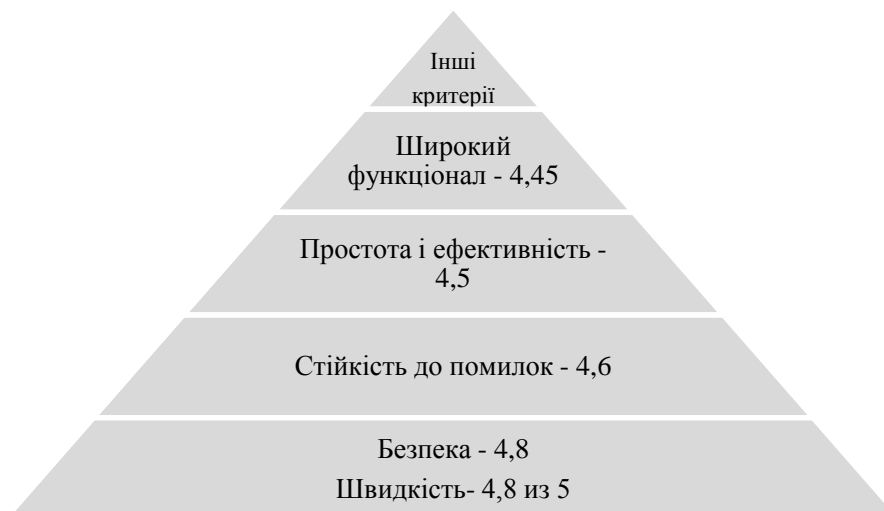 Інші
критерії
Широкий
функціонал - 4,45
Простота і ефективність -
4,5
Стійкість до помилок - 4,6
Безпека - 4,8
Швидкість- 4,8 из 5